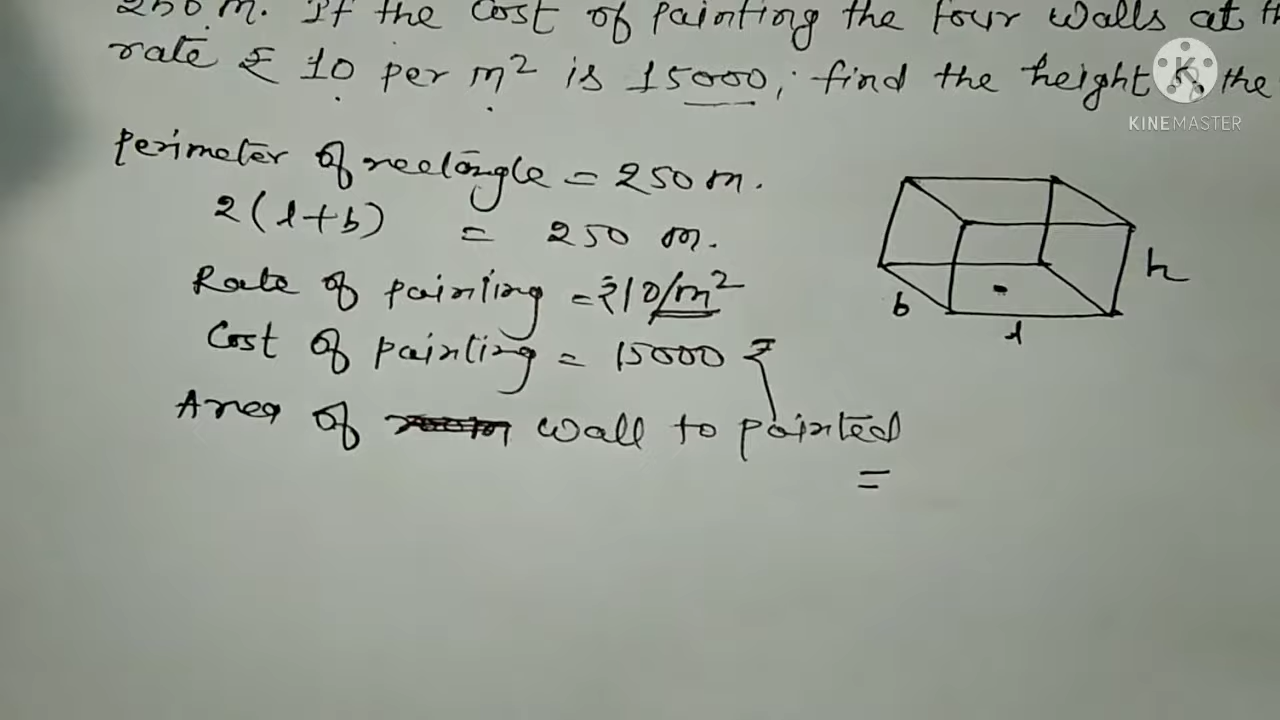 250 m. If the cost of painting the four walls at th
rate ₹ 10 per m² is 15000; find the height the
KINEMASTER
Perimeter of rectangle = 250 m.
2(l+b) = 250 m.
Rate of painting = ₹10/m²
Cost of painting = 15000 ₹
Area of wall to painted
=
h
b
l